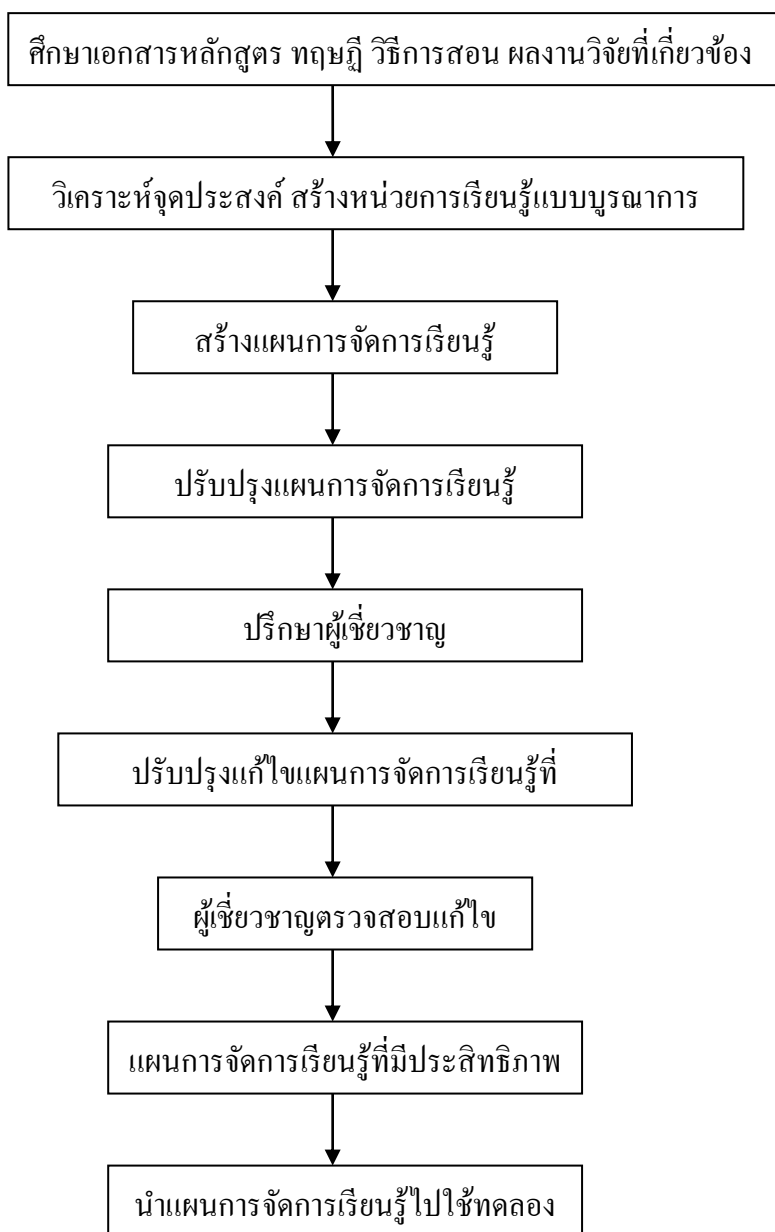 ศึกษาเอกสารหลักสูตร ทฤษฏี วิธีการสอน ผลงานวิจัยที่เกี่ยวข้อง
วิเคราะห์จุดประสงค์ สร้างหน่วยการเรียนรู้แบบบูรณาการ
สร้างแผนการจัดการเรียนรู้
ปรับปรุงแผนการจัดการเรียนรู้
ปรึกษาผู้เชี่ยวชาญ
ปรับปรุงแก้ไขแผนการจัดการเรียนรู้ที่
ผู้เชี่ยวชาญตรวจสอบแก้ไข
แผนการจัดการเรียนรู้ที่มีประสิทธิภาพ
นำแผนการจัดการเรียนรู้ไปใช้ทดลอง